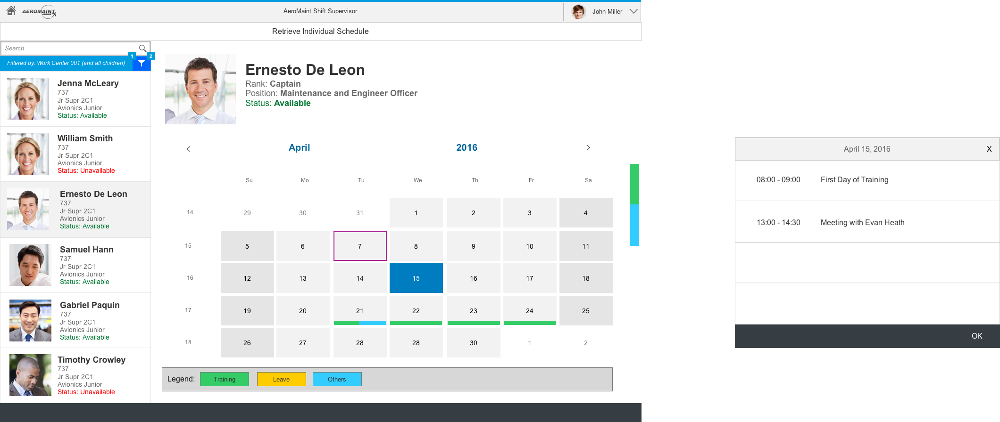 AEROMAINT
AeroMaint Shift Supervisor
John Miller
Retrieve Individual Schedule
Search
1
2
Filtered by: Work Center 001 (and all children)
Jenna McLeary
737
Jr Supr 2C1
Avionics Junior
Status: Available
William Smith
737
Jr Supr 2C1
Avionics Junior
Status: Unavailable
Ernesto De Leon
737
Jr Supr 2C1
Avionics Junior
Status: Available
Samuel Hann
737
Jr Supr 2C1
Avionics Junior
Status: Available
Gabriel Paquin
737
Jr Supr 2C1
Avionics Junior
Status: Available
Timothy Crowley
737
Jr Supr 2C1
Avionics Junior
Status: Unavailable
Ernesto De Leon
Rank: Captain
Position: Maintenance and Engineer Officer
Status: Available
April 2016
Su Mo Tu We Th Fr Sa
14 29 30 31 1 2 3 4
15 5 6 7 8 9 10 11
16 12 13 14 15 16 17 18
17 19 20 21 22 23 24 25
18 26 27 28 28 30 1 2
Legend: Training Leave Others
April 15, 2016 X
08:00 - 09:00 First Day of Training
13:00 - 14:30 Meeting with Evan Heath
OK